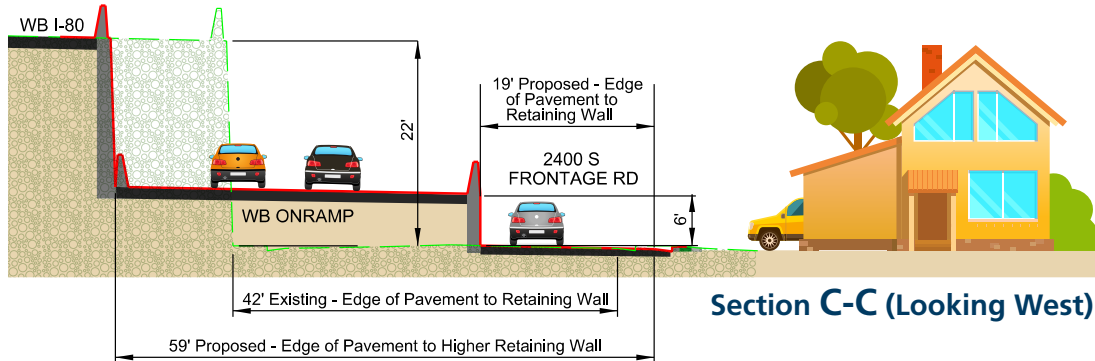 WB I-80
22'
19' Proposed - Edge
of Pavement to
Retaining Wall
2400 S
FRONTAGE RD
6'
WB ONRAMP
42' Existing - Edge of Pavement to Retaining Wall
59' Proposed - Edge of Pavement to Higher Retaining Wall
Section C-C (Looking West)